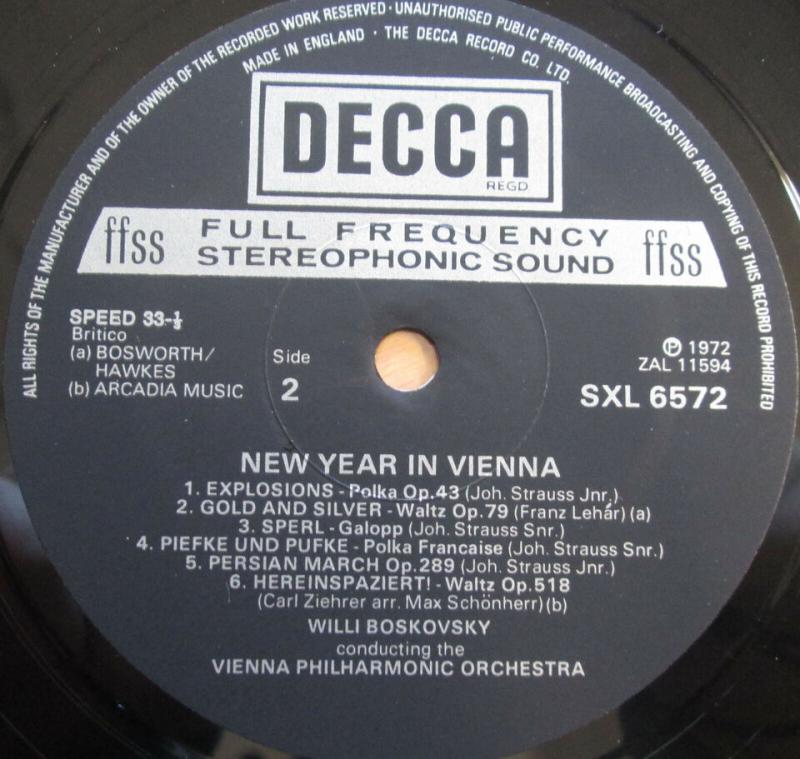 ALL RIGHTS OF THE MANUFACTURER AND OF THE OWNER OF THE RECORDED WORK RESERVED · UNAUTHORISED PUBLIC PERFORMANCE BROADCASTING AND COPYING OF THIS RECORD PROHIBITED
MADE IN ENGLAND · THE DECCA RECORD CO. LTD.
DECCA
REGD.
ffss FULL FREQUENCY STEREOPHONIC SOUND ffss
SPEED 33-⅓
Britico
(a) BOSWORTH/
HAWKES
(b) ARCADIA MUSIC
Side
2
℗ 1972
ZAL 11594
SXL 6572
NEW YEAR IN VIENNA
1. EXPLOSIONS - Polka Op.43 (Joh. Strauss Jnr.)
2. GOLD AND SILVER - Waltz Op.79 (Franz Lehár) (a)
3. SPERL - Galopp (Joh. Strauss Snr.)
4. PIEFKE UND PUFKE - Polka Francaise (Joh. Strauss Snr.)
5. PERSIAN MARCH Op.289 (Joh. Strauss Jnr.)
6. HEREINSPAZIERT! - Waltz Op.518
(Carl Ziehrer arr. Max Schönherr) (b)
WILLI BOSKOVSKY
conducting the
VIENNA PHILHARMONIC ORCHESTRA